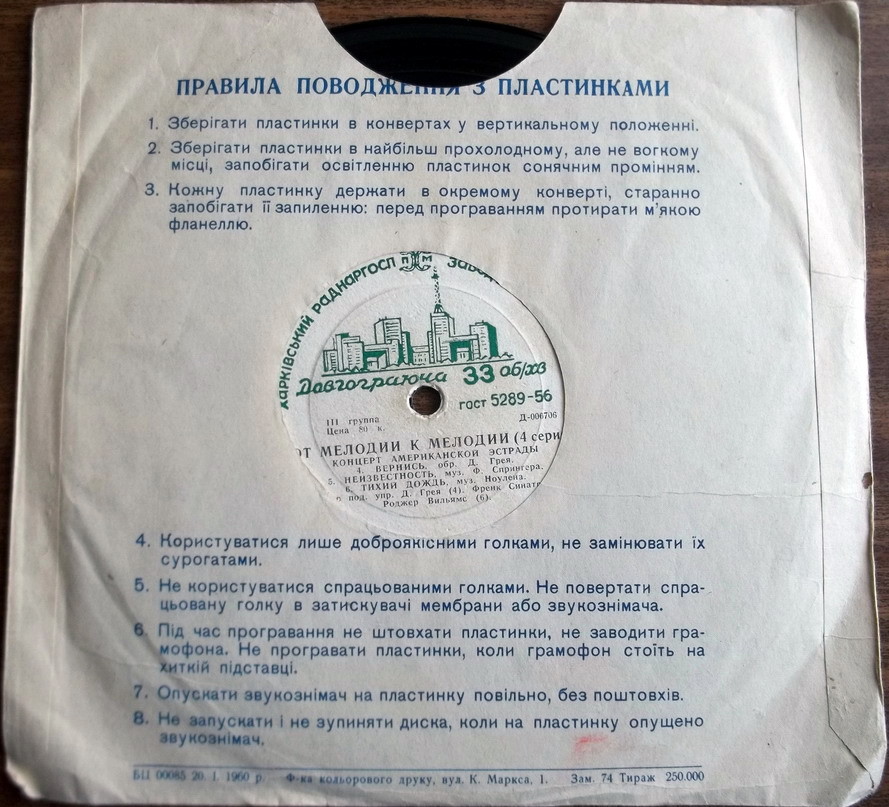 ПРАВИЛА ПОВОДЖЕННЯ З ПЛАСТИНКАМИ
1. Зберігати пластинки в конвертах у вертикальному положенні.
2. Зберігати пластинки в найбільш прохолодному, але не вогкому
місці, запобігати освітленню пластинок сонячним промінням.
3. Кожну пластинку держати в окремому конверті, старанно
запобігати її запиленню: перед програванням протирати м'якою
фланеллю.
ХАРКІВСЬКИЙ РАДНАРГОСП ПХМ ЗАВОД
Довгограюча 33 об/хв
ГОСТ 5289-56
III группа
Д-006706
Цена 80 к.
ОТ МЕЛОДИИ К МЕЛОДИИ (4 сери
КОНЦЕРТ АМЕРИКАНСКОЙ ЭСТРАДЫ
4. ВЕРНИСЬ, обр. Д. Грея.
5. НЕИЗВЕСТНОСТЬ, муз. Ф. Спрингера.
6. ТИХИЙ ДОЖДЬ, муз. Ноулена.
под. упр. Д. Грея (4). Френк Синатр
Роджер Вильямс (6).
4. Користуватися лише доброякісними голками, не замінювати їх
сурогатами.
5. Не користуватися спрацьованими голками. Не повертати спра-
цьовану голку в затискувачі мембрани або звукознімача.
6. Під час програвання не штовхати пластинки, не заводити гра-
мофона. Не програвати пластинки, коли грамофон стоїть на
хиткій підставці.
7. Опускати звукознімач на пластинку повільно, без поштовхів.
8. Не запускати і не зупиняти диска, коли на пластинку опущено
звукознімач.
БЦ 00085 20. I. 1960 р. Ф-ка кольорового друку, вул. К. Маркса, 1. Зам. 74 Тираж 250.000